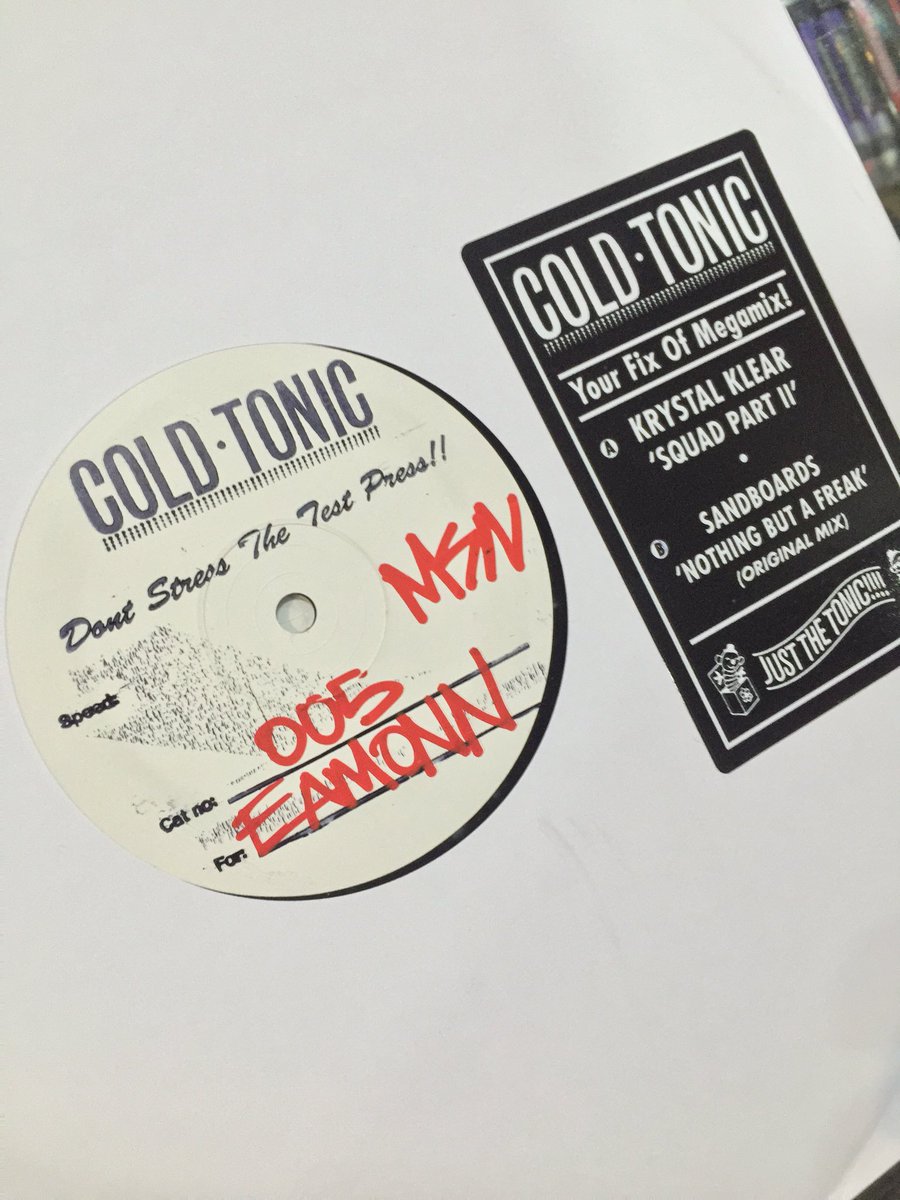 COLD·TONIC
Dont Stress The Test Press!!
MSN
Speed:
Cat no: 005
For: EAMONN
COLD·TONIC
Your Fix Of Megamix!
A KRYSTAL KLEAR
'SQUAD PART II'
•
B SANDBOARDS
'NOTHING BUT A FREAK'
(ORIGINAL MIX)
JUST THE TONIC!!!!